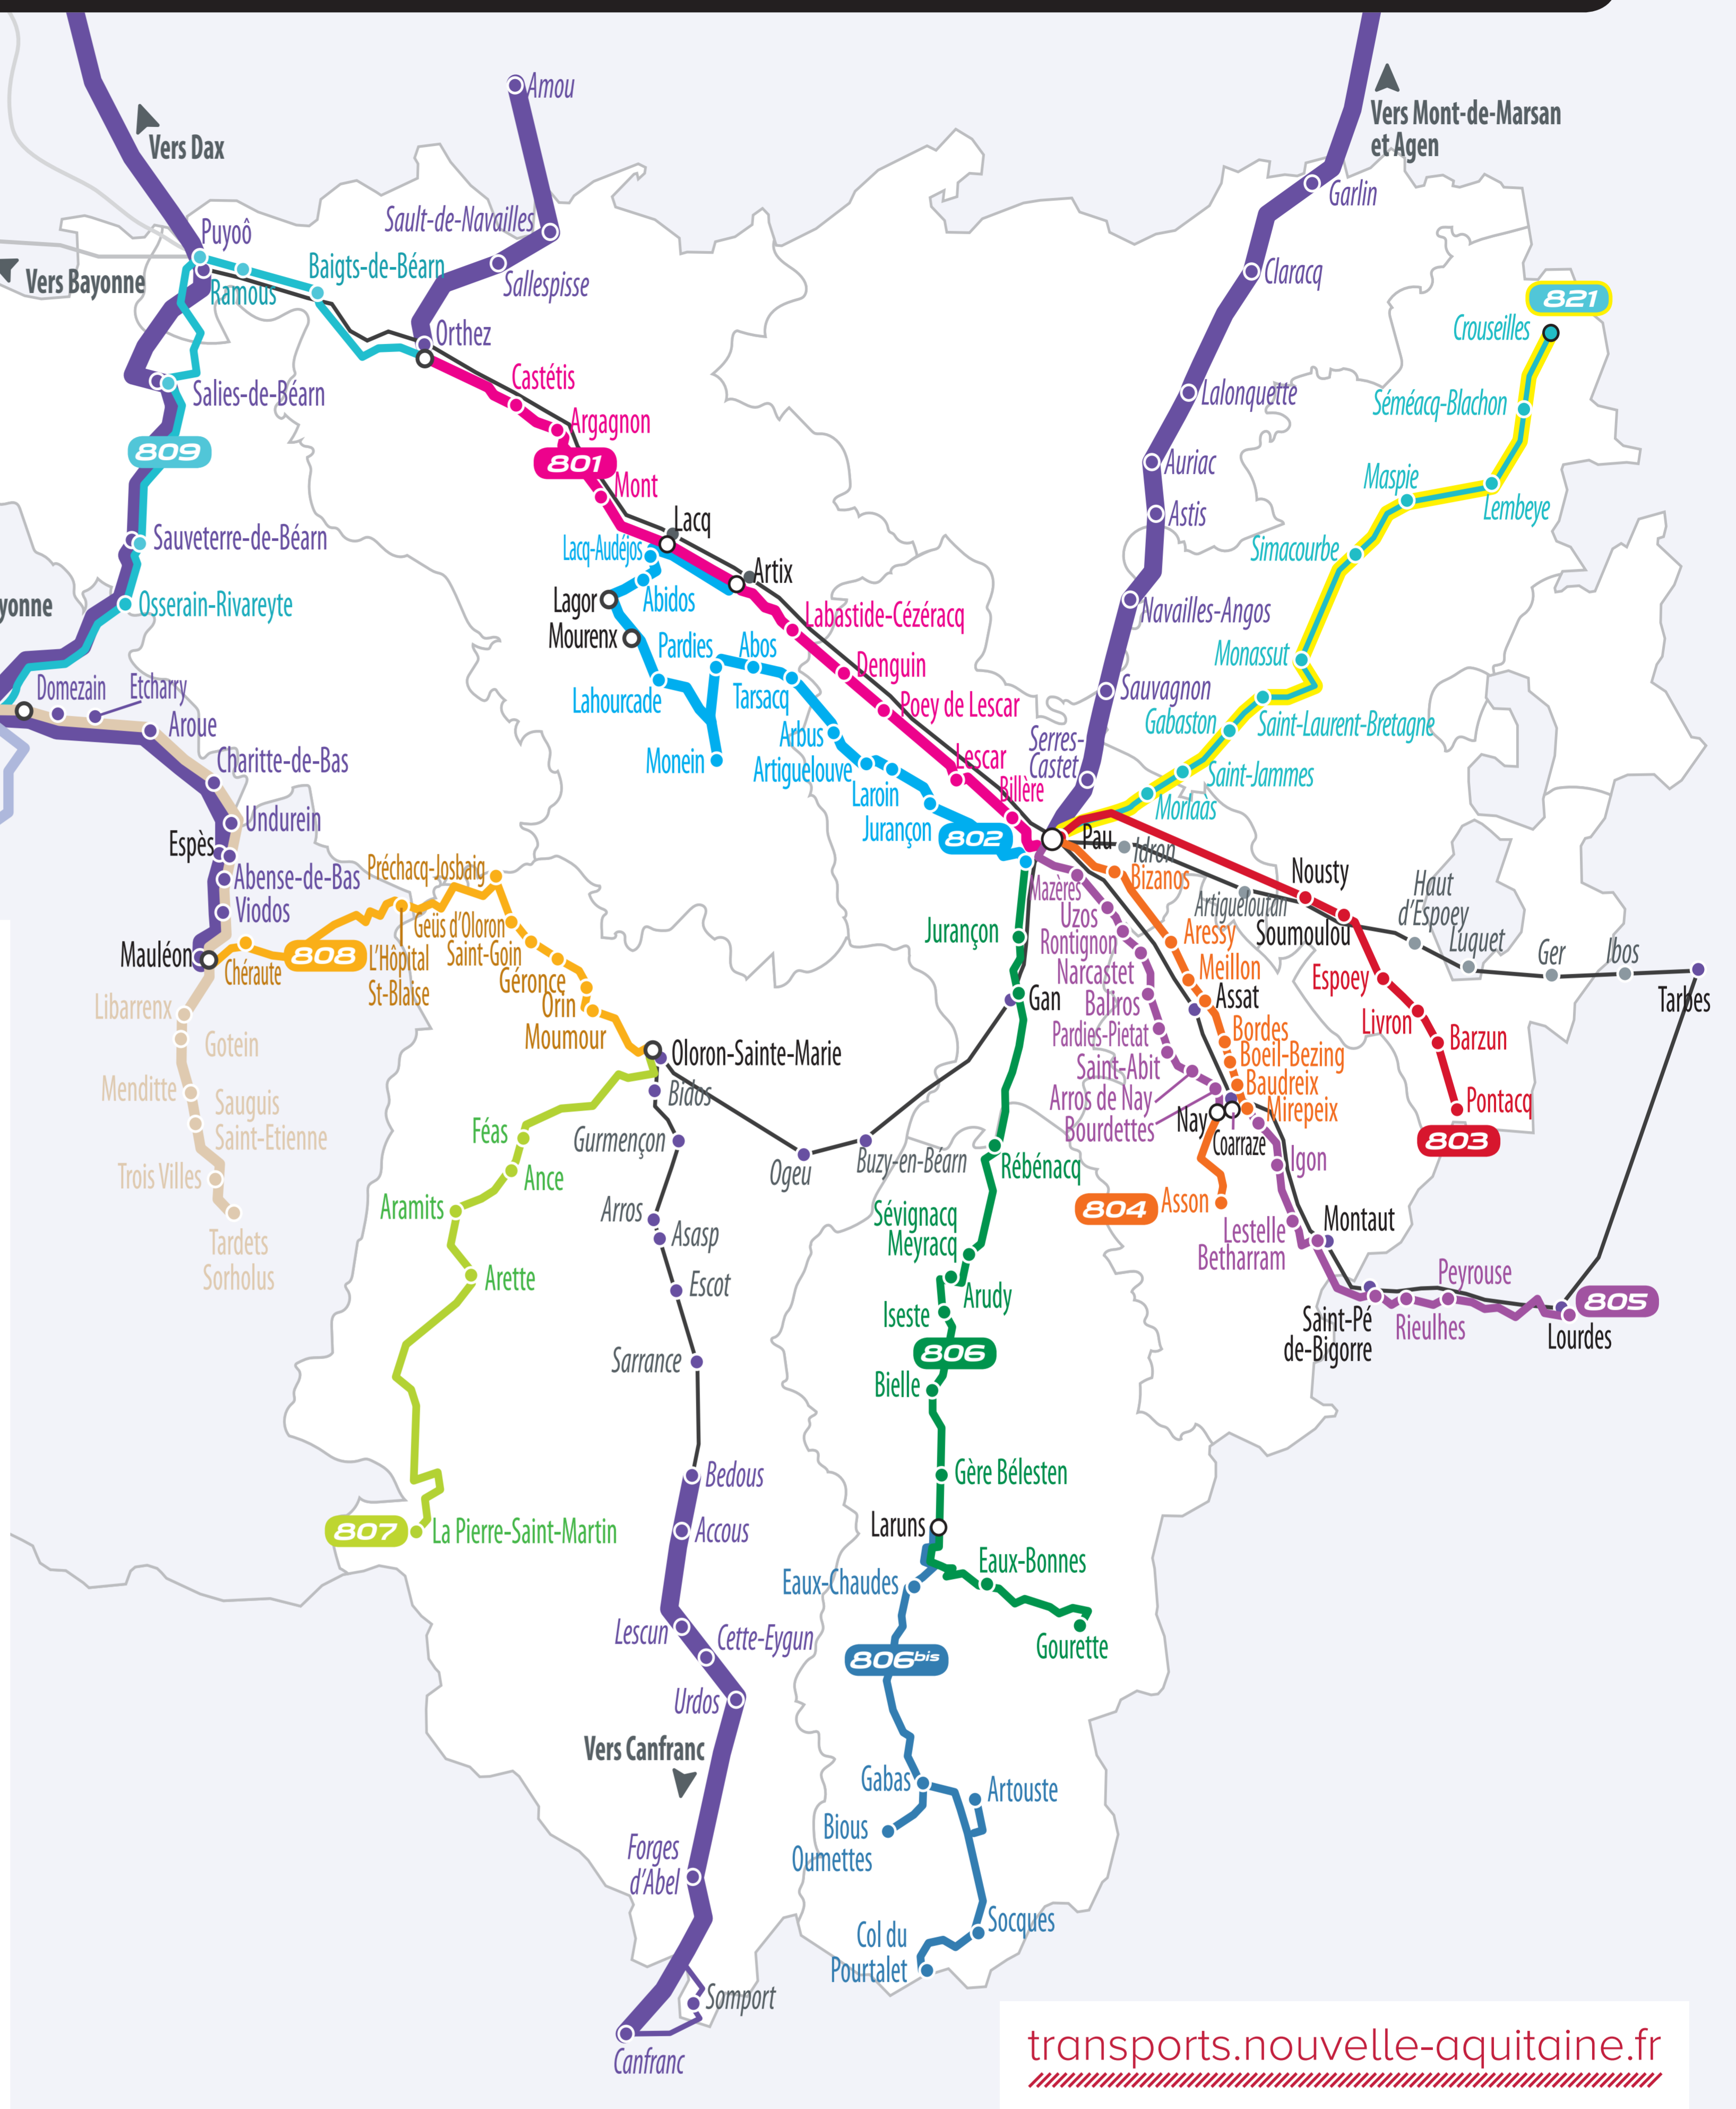 Amou
Vers Mont-de-Marsan
et Agen
Vers Dax
Garlin
Sault-de-Navailles
Puyoô
Baigts-de-Béarn
Claracq
Vers Bayonne
Ramous
Sallespisse
821
Crouseilles
Orthez
Castétis
Salies-de-Béarn
Lalonquette
Séméacq-Blachon
Argagnon
809
801
Auriac
Maspie
Mont
Lembeye
Lacq
Astis
Sauveterre-de-Béarn
Lacq-Audéjos
Simacourbe
Artix
yonne
Osserain-Rivareyte
Lagor
Abidos
Labastide-Cézéracq
Navailles-Angos
Mourenx
Pardies
Abos
Monassut
Denguin
Domezain
Etcharry
Lahourcade
Tarsacq
Sauvagnon
Poey de Lescar
Aroue
Gabaston
Saint-Laurent-Bretagne
Arbus
Serres-
Castet
Charitte-de-Bas
Monein
Artiguelouve
Lescar
Saint-Jammes
Laroin
Billère
Morlaàs
Undurein
Jurançon
802
Pau
Espès
Idron
Préchacq-Josbaig
Abense-de-Bas
Mazères
Bizanos
Nousty
Haut
d'Espoey
Viodos
Geüs d'Oloron
Uzos
Artigueloutan
Jurançon
Aressy
Soumoulou
Mauléon
808
L'Hôpital
St-Blaise
Saint-Goin
Rontignon
Luquet
Ger
Ibos
Chéraute
Géronce
Narcastet
Meillon
Espoey
Libarrenx
Orin
Gan
Baliros
Assat
Tarbes
Moumour
Pardies-Pietat
Bordes
Livron
Barzun
Gotein
Oloron-Sainte-Marie
Saint-Abit
Boeil-Bezing
Menditte
Bidos
Arros de Nay
Baudreix
Sauguis
Saint-Etienne
Nay
Mirepeix
Pontacq
Féas
Gurmençon
Bourdettes
Coarraze
803
Ogeu
Buzy-en-Béarn
Rébénacq
Igon
Trois Villes
Ance
Aramits
Arros
804
Asson
Sévignacq
Meyracq
Asasp
Lestelle
Betharram
Montaut
Tardets
Sorholus
Arette
Escot
Arudy
Peyrouse
Iseste
Saint-Pé
de-Bigorre
Rieulhes
805
Lourdes
Sarrance
806
Bielle
Bedous
Gère Bélesten
807
La Pierre-Saint-Martin
Accous
Laruns
Eaux-Bonnes
Eaux-Chaudes
Lescun
Cette-Eygun
Gourette
806bis
Urdos
Vers Canfranc
Gabas
Artouste
Bious
Oumettes
Forges
d'Abel
Socques
Col du
Pourtalet
Somport
Canfranc
transports.nouvelle-aquitaine.fr